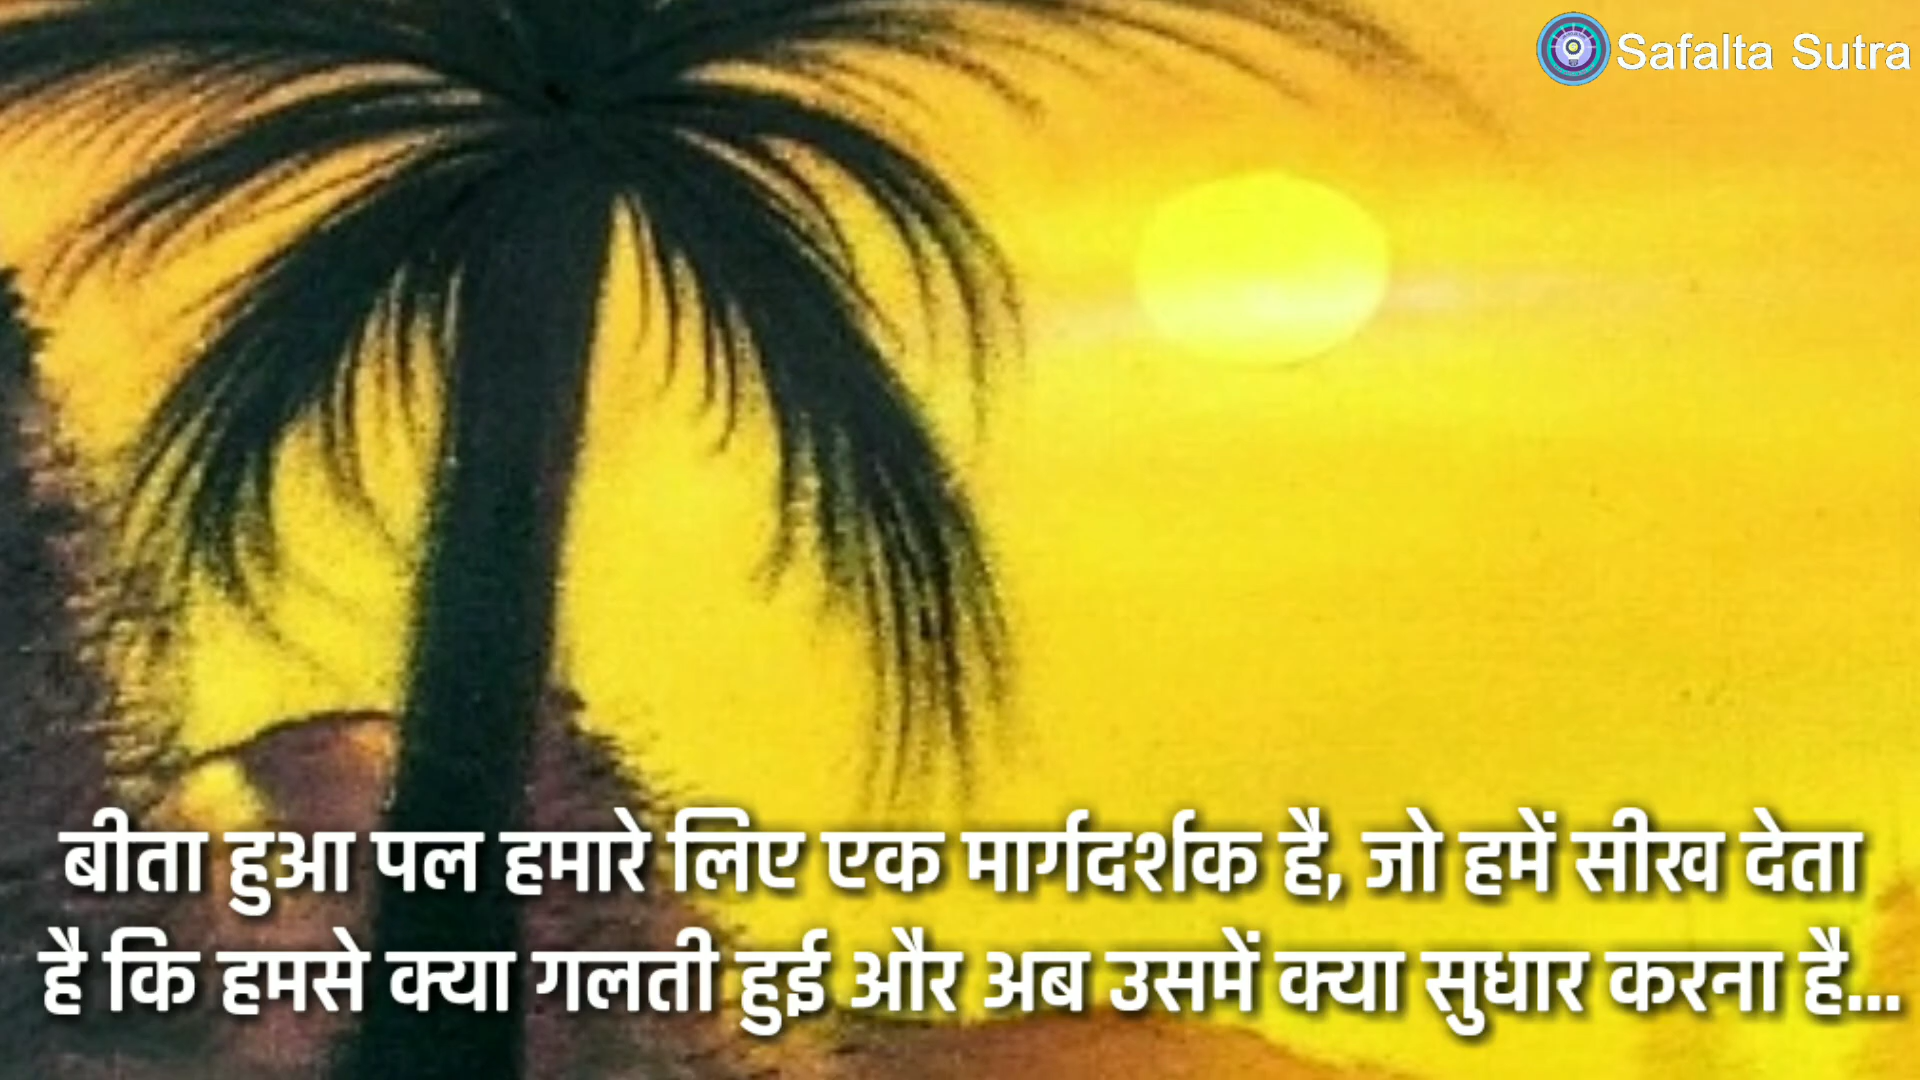 Safalta Sutra
बीता हुआ पल हमारे लिए एक मार्गदर्शक है, जो हमें सीख देता
है कि हमसे क्या गलती हुई और अब उसमें क्या सुधार करना है...